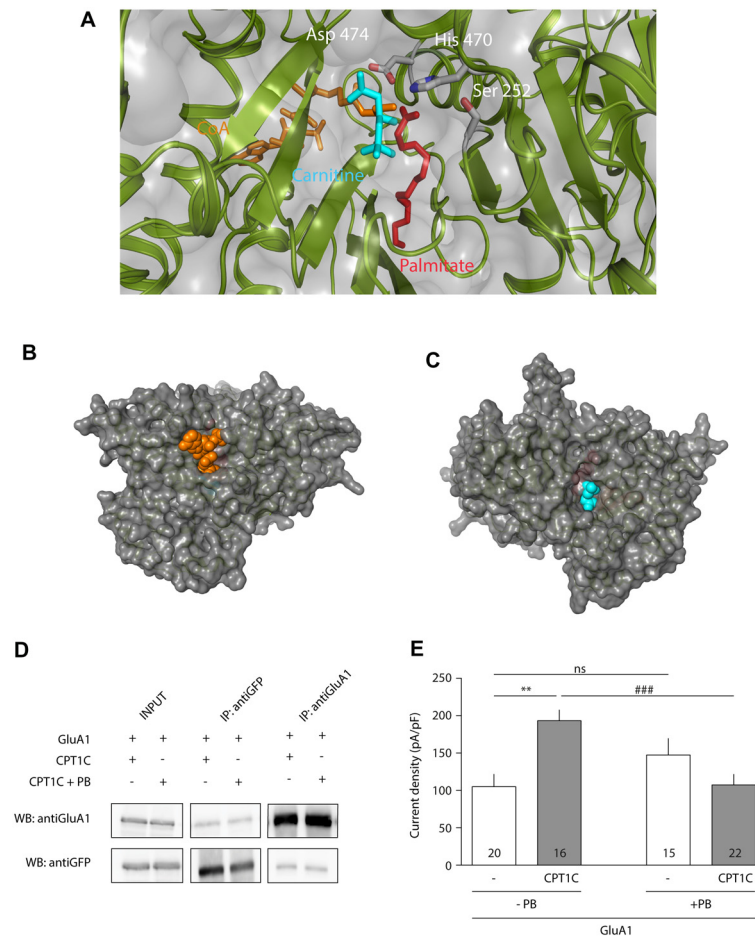 A
Asp 474
His 470
Ser 252
CoA
Carnitine
Palmitate
B
C
D
INPUT
IP: antiGFP
IP: antiGluA1
GluA1 + + + + + +
CPT1C + - + - + -
CPT1C + PB - + - + - +
WB: antiGluA1
WB: antiGFP
E
ns
** ###
Current density (pA/pF)
250
200
150
100
50
0
20 16 15 22
- CPT1C - CPT1C
- PB +PB
GluA1